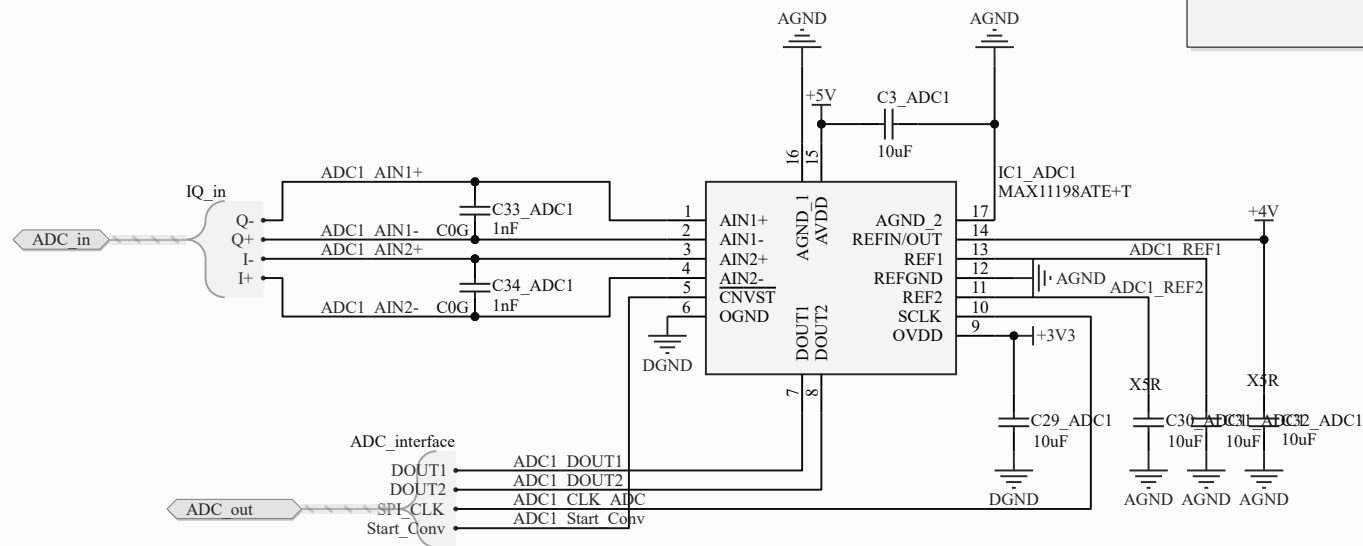 AGND
AGND
+5V
C3_ADC1
10uF
16
15
IC1_ADC1
MAX11198ATE+T
ADC1_AIN1+
IQ_in
C33_ADC1
1nF
Q-
1
AIN1+
AGND_1
AVDD
AGND_2
17
+4V
ADC_in
Q+
ADC1_AIN1-
C0G
2
AIN1-
REFIN/OUT
14
I-
ADC1_AIN2+
3
AIN2+
REF1
13
ADC1_REF1
I+
4
AIN2-
REFGND
12
AGND
C34_ADC1
1nF
5
CNVST
REF2
11
ADC1_REF2
ADC1_AIN2-
C0G
6
OGND
DOUT1
DOUT2
SCLK
10
OVDD
9
+3V3
DGND
7
8
X5R
X5R
C29_ADC1
10uF
C30_ADC1
10uF
10uF
C32_ADC1
10uF
DGND
AGND
AGND
AGND
ADC_interface
DOUT1
ADC1_DOUT1
DOUT2
ADC1_DOUT2
ADC_out
SPI_CLK
ADC1_CLK_ADC
Start_Conv
ADC1_Start_Conv